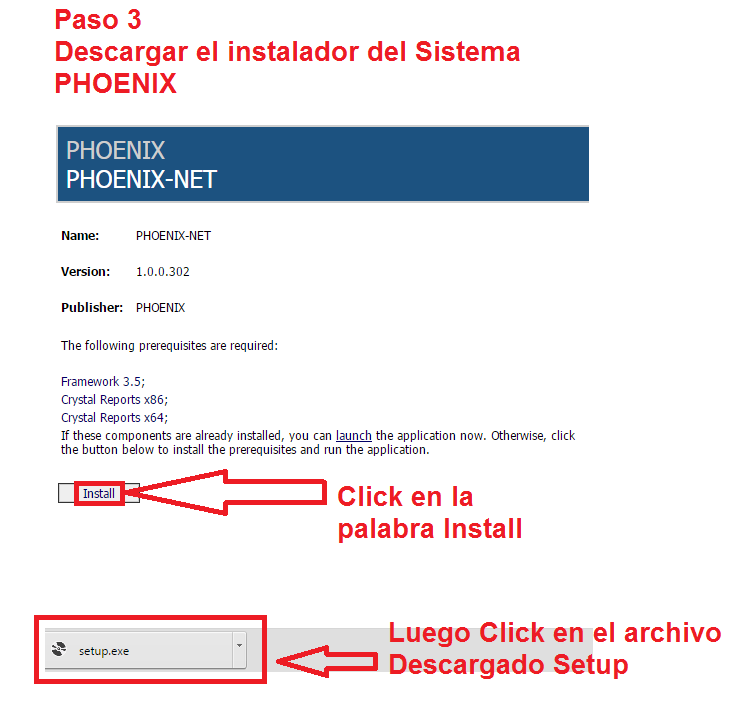 Paso 3
Descargar el instalador del Sistema
PHOENIX
PHOENIX
PHOENIX-NET
Name: PHOENIX-NET
Version: 1.0.0.302
Publisher: PHOENIX
The following prerequisites are required:
Framework 3.5;
Crystal Reports x86;
Crystal Reports x64;
If these components are already installed, you can launch the application now. Otherwise, click
the button below to install the prerequisites and run the application.
Install
Click en la
palabra Install
Luego Click en el archivo
Descargado Setup
setup.exe